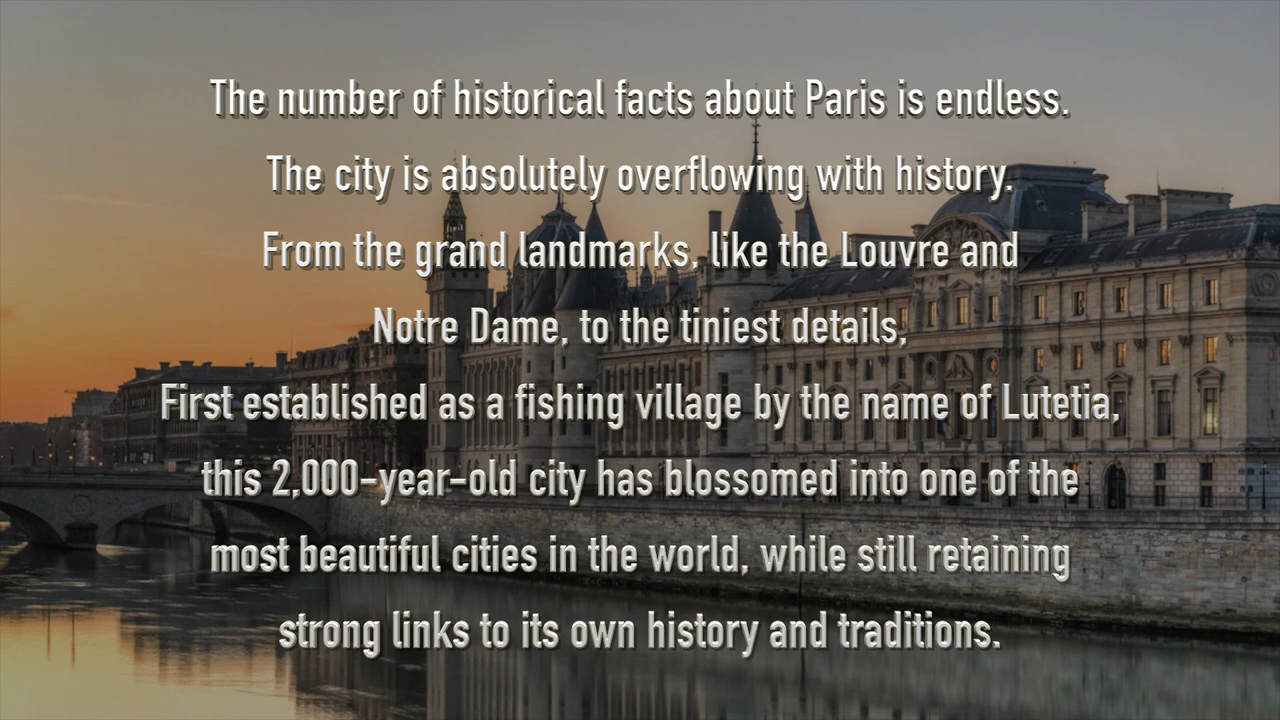 The number of historical facts about Paris is endless.
The city is absolutely overflowing with history.
From the grand landmarks, like the Louvre and
Notre Dame, to the tiniest details,
First established as a fishing village by the name of Lutetia,
this 2,000-year-old city has blossomed into one of the
most beautiful cities in the world, while still retaining
strong links to its own history and traditions.